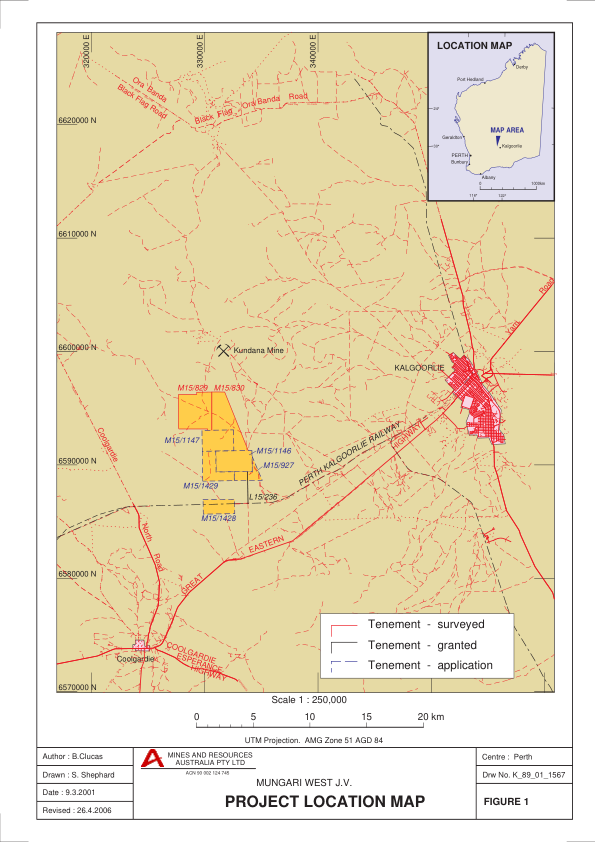 320000 E
330000 E
340000 E
LOCATION MAP
Derby
Port Hedland
Geraldton
MAP AREA
Kalgoorlie
PERTH
Bunbury
Albany
0
1000km
Ora Banda
Black Flag Road
Black Flag
Ora Banda Road
6620000 N
6610000 N
6600000 N
Kundana Mine
KALGOORLIE
Yarri Road
M15/829
M15/830
Coolgardie
M15/1147
M15/1146
M15/927
6590000 N
M15/1429
L15/236
M15/1428
PERTH KALGOORLIE RAILWAY
HIGHWAY
North Road
EASTERN
GREAT
6580000 N
COOLGARDIE
ESPERANCE
HIGHWAY
Coolgardie
6570000 N
Tenement - surveyed
Tenement - granted
Tenement - application
Scale 1 : 250,000
0 5 10 15 20 km
UTM Projection. AMG Zone 51 AGD 84
Author : B.Clucas
Drawn : S. Shephard
Date : 9.3.2001
Revised : 26.4.2006
MINES AND RESOURCES
AUSTRALIA PTY LTD
ACN 90 002 124 745
MUNGARI WEST J.V.
PROJECT LOCATION MAP
Centre : Perth
Drw No. K_89_01_1567
FIGURE 1